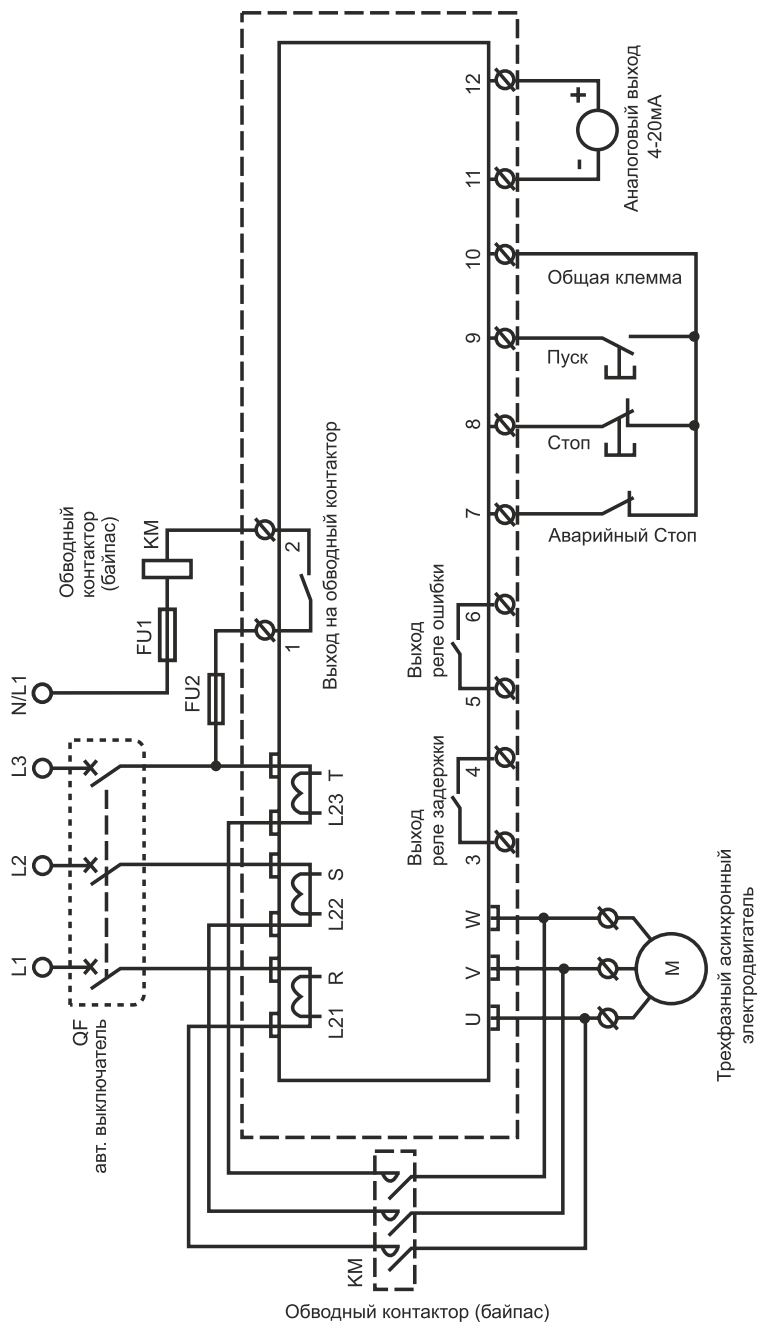 N/L1
L3
L2
L1
QF
авт. выключатель
Обводный
контактор
(байпас)
KM
FU1
FU2
1
2
Выход на обводный контактор
T
L23
S
L22
R
L21
12
11
10
9
8
7
6
5
4
3
W
V
U
+
-
Аналоговый выход
4-20мА
Общая клемма
Пуск
Стоп
Аварийный Стоп
Выход
реле ошибки
Выход
реле задержки
M
Трехфазный асинхронный
электродвигатель
KM
Обводный контактор (байпас)